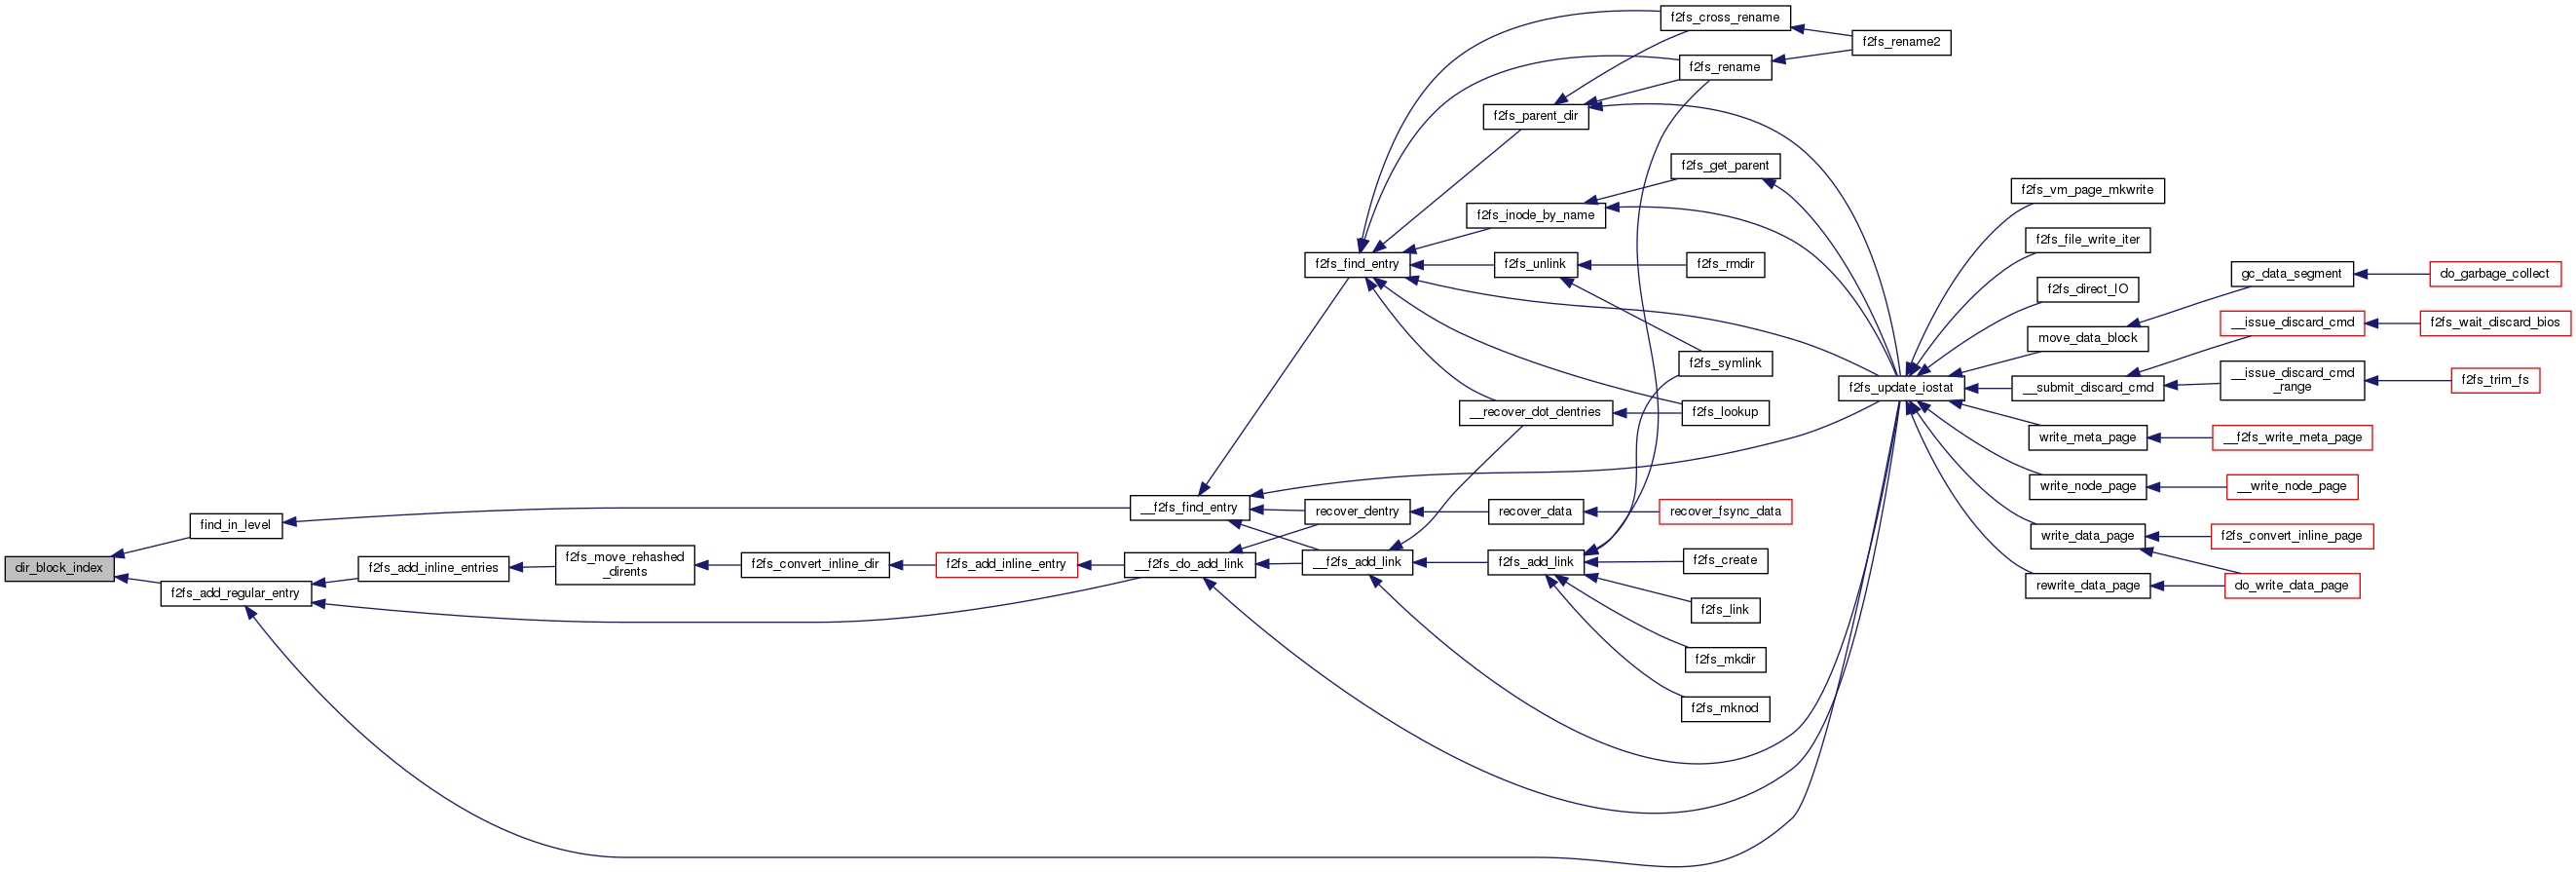 dir_block_index
find_in_level
f2fs_add_regular_entry
f2fs_add_inline_entries
f2fs_move_rehashed
_dirents
f2fs_convert_inline_dir
f2fs_add_inline_entry
__f2fs_find_entry
__f2fs_do_add_link
f2fs_find_entry
recover_dentry
__f2fs_add_link
f2fs_parent_dir
f2fs_inode_by_name
f2fs_unlink
__recover_dot_dentries
recover_data
f2fs_add_link
f2fs_cross_rename
f2fs_rename
f2fs_get_parent
f2fs_rmdir
f2fs_symlink
f2fs_lookup
recover_fsync_data
f2fs_create
f2fs_link
f2fs_mkdir
f2fs_mknod
f2fs_rename2
f2fs_update_iostat
f2fs_vm_page_mkwrite
f2fs_file_write_iter
f2fs_direct_IO
move_data_block
__submit_discard_cmd
write_meta_page
write_node_page
write_data_page
rewrite_data_page
gc_data_segment
__issue_discard_cmd
__issue_discard_cmd
_range
__f2fs_write_meta_page
__write_node_page
f2fs_convert_inline_page
do_write_data_page
do_garbage_collect
f2fs_wait_discard_bios
f2fs_trim_fs